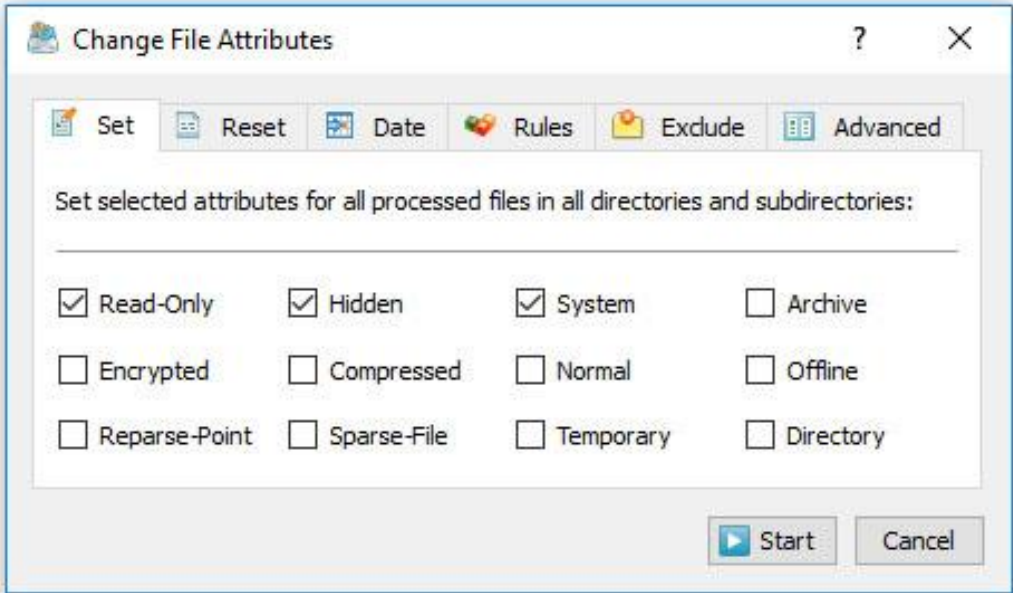 Change File Attributes ?
Set Reset Date Rules Exclude Advanced
Set selected attributes for all processed files in all directories and subdirectories:
Read-Only Hidden System Archive
Encrypted Compressed Normal Offline
Reparse-Point Sparse-File Temporary Directory
Start Cancel